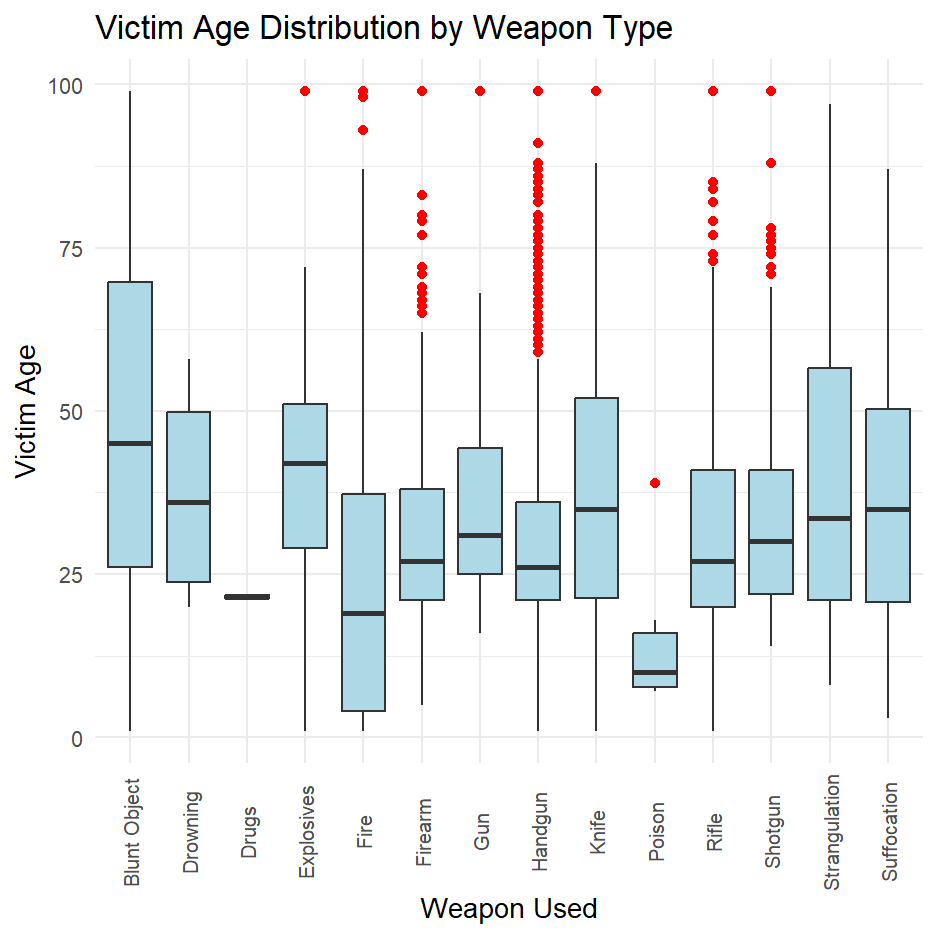 Victim Age Distribution by Weapon Type
Victim Age
100
75
50
25
0
Blunt Object
Drowning
Drugs
Explosives
Fire
Firearm
Gun
Handgun
Knife
Poison
Rifle
Shotgun
Strangulation
Suffocation
Weapon Used